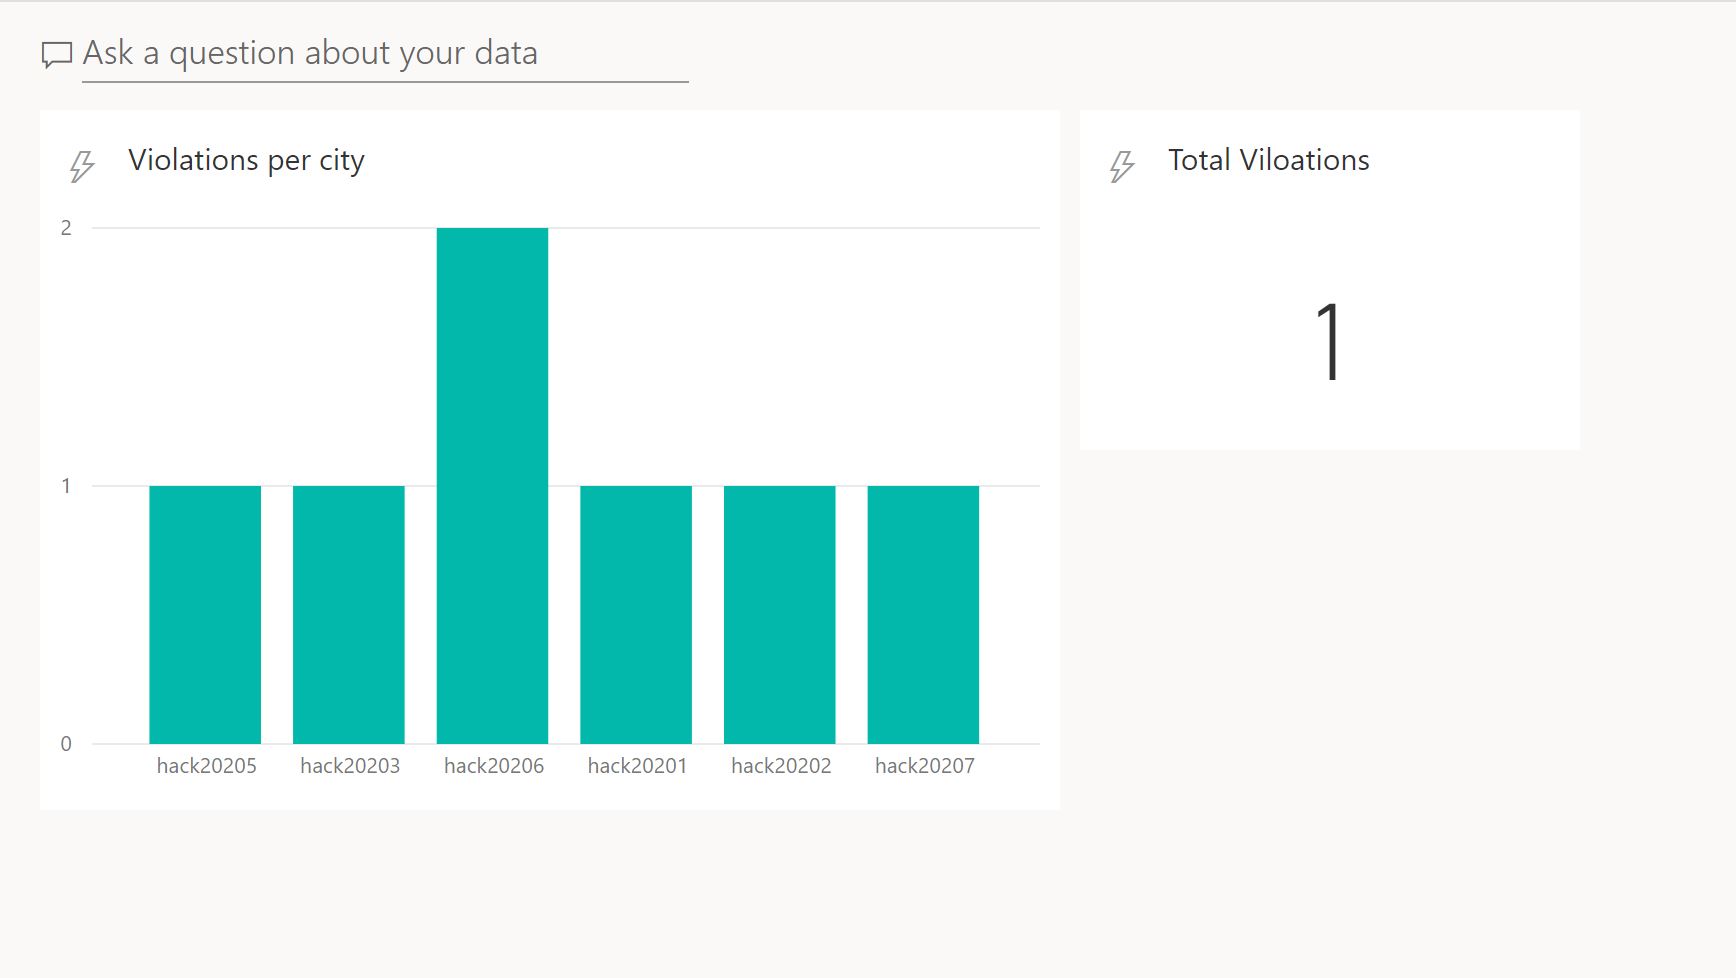 Ask a question about your data
Violations per city
2
1
0
hack20205 hack20203 hack20206 hack20201 hack20202 hack20207
Total Viloations
1